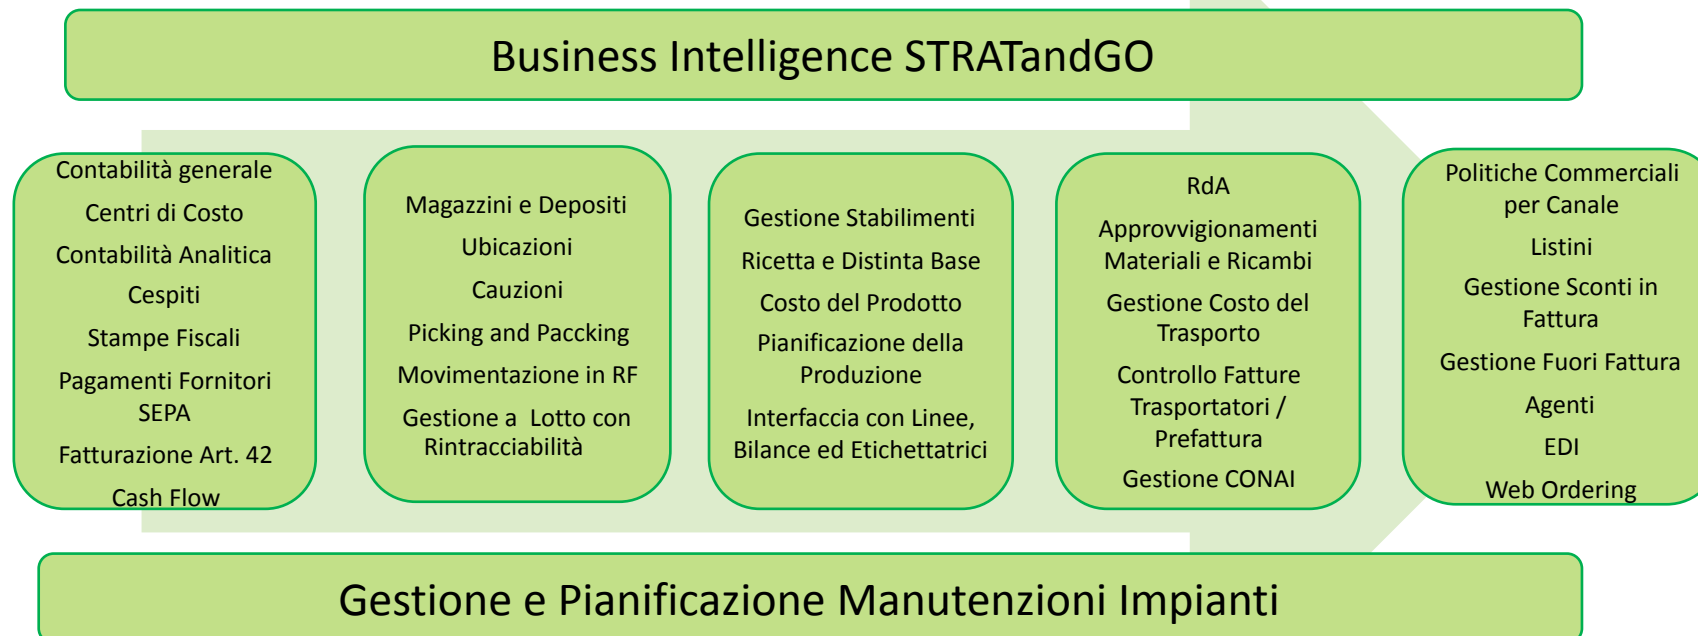 Business Intelligence STRATandGO
Contabilità generale
Centri di Costo
Contabilità Analitica
Cespiti
Stampe Fiscali
Pagamenti Fornitori
SEPA
Fatturazione Art. 42
Cash Flow
Magazzini e Depositi
Ubicazioni
Cauzioni
Picking and Paccking
Movimentazione in RF
Gestione a Lotto con
Rintracciabilità
Gestione Stabilimenti
Ricetta e Distinta Base
Costo del Prodotto
Pianificazione della
Produzione
Interfaccia con Linee,
Bilance ed Etichettatrici
RdA
Approvvigionamenti
Materiali e Ricambi
Gestione Costo del
Trasporto
Controllo Fatture
Trasportatori /
Prefattura
Gestione CONAI
Politiche Commerciali
per Canale
Listini
Gestione Sconti in
Fattura
Gestione Fuori Fattura
Agenti
EDI
Web Ordering
Gestione e Pianificazione Manutenzioni Impianti